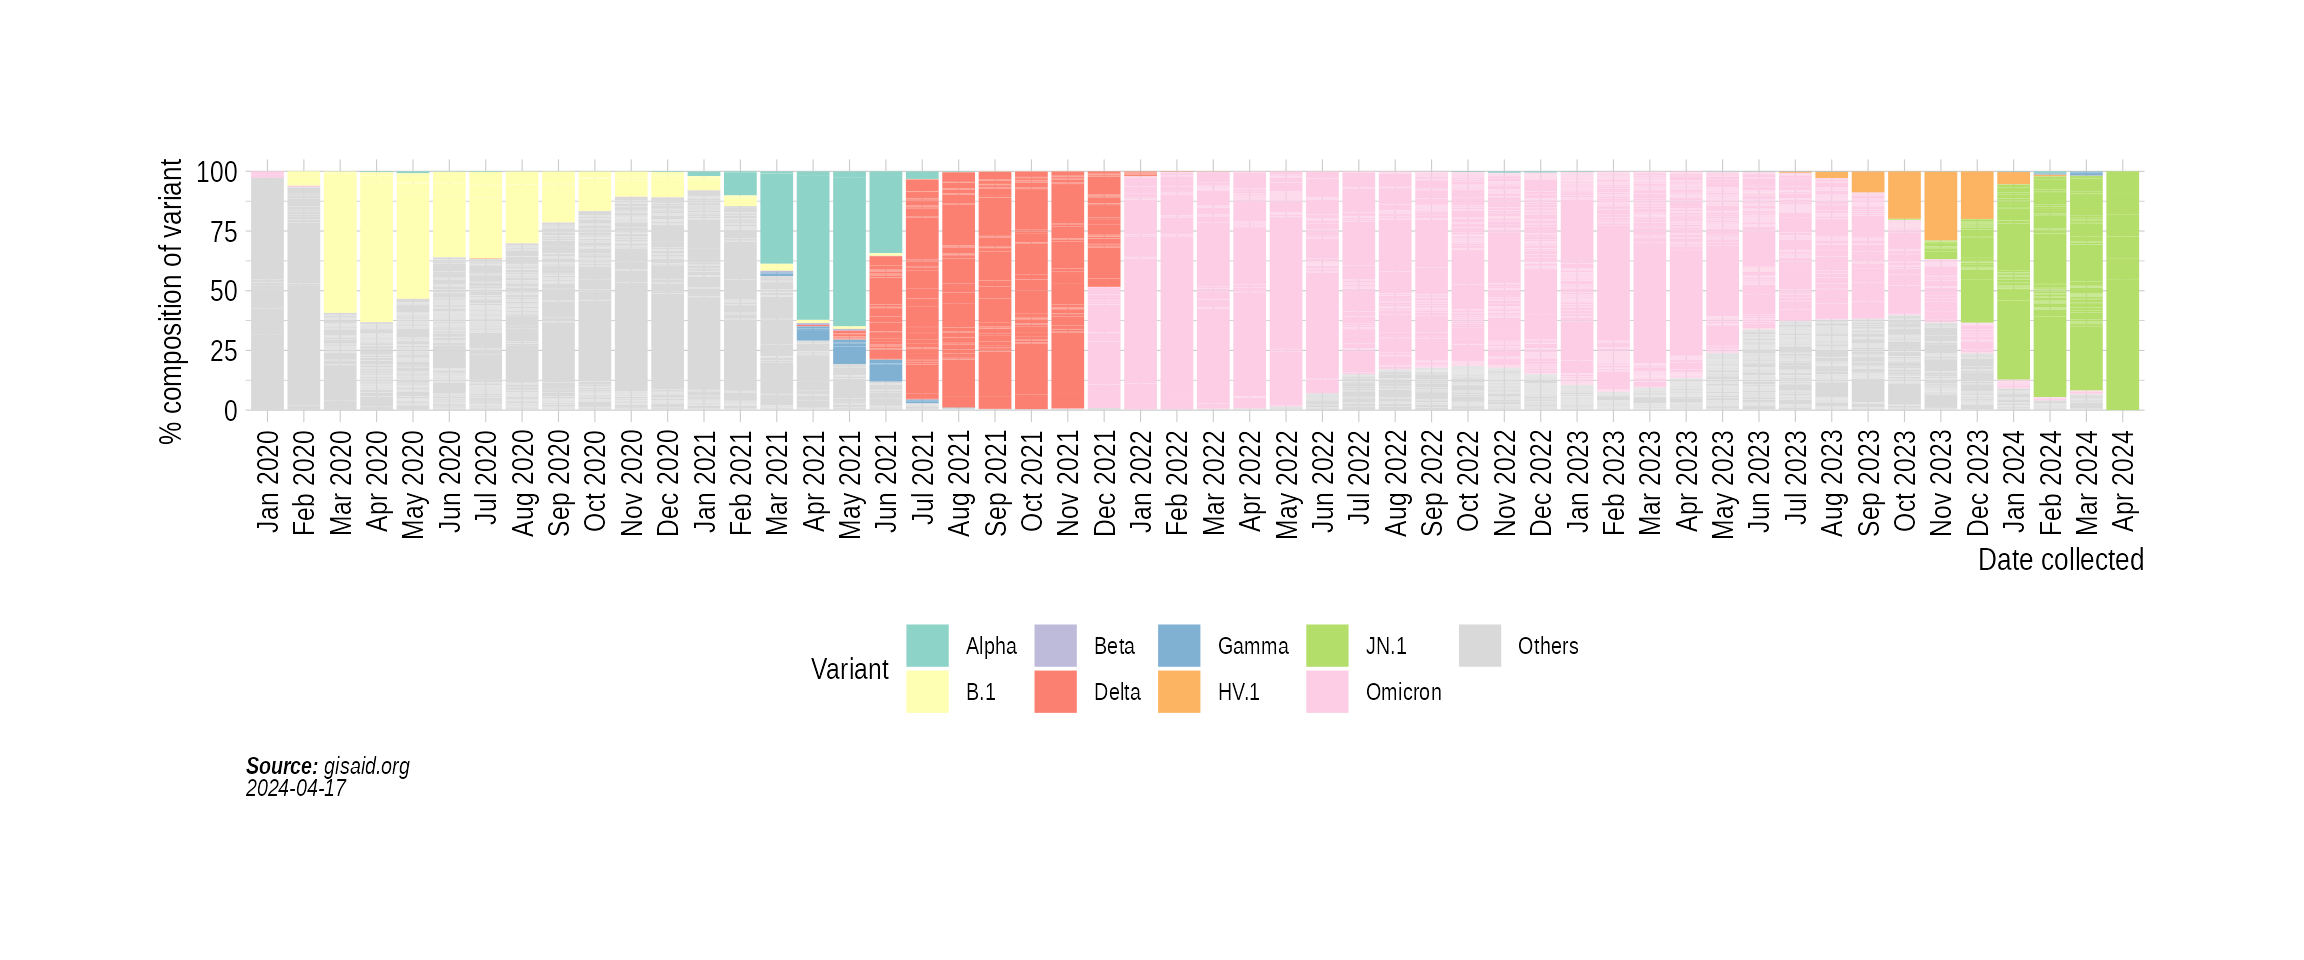 % composition of variant
100
75
50
25
0
Jan 2020
Feb 2020
Mar 2020
Apr 2020
May 2020
Jun 2020
Jul 2020
Aug 2020
Sep 2020
Oct 2020
Nov 2020
Dec 2020
Jan 2021
Feb 2021
Mar 2021
Apr 2021
May 2021
Jun 2021
Jul 2021
Aug 2021
Sep 2021
Oct 2021
Nov 2021
Dec 2021
Jan 2022
Feb 2022
Mar 2022
Apr 2022
May 2022
Jun 2022
Jul 2022
Aug 2022
Sep 2022
Oct 2022
Nov 2022
Dec 2022
Jan 2023
Feb 2023
Mar 2023
Apr 2023
May 2023
Jun 2023
Jul 2023
Aug 2023
Sep 2023
Oct 2023
Nov 2023
Dec 2023
Jan 2024
Feb 2024
Mar 2024
Apr 2024
Date collected
Variant
Alpha
Beta
Gamma
JN.1
Others
B.1
Delta
HV.1
Omicron
Source: gisaid.org
2024-04-17